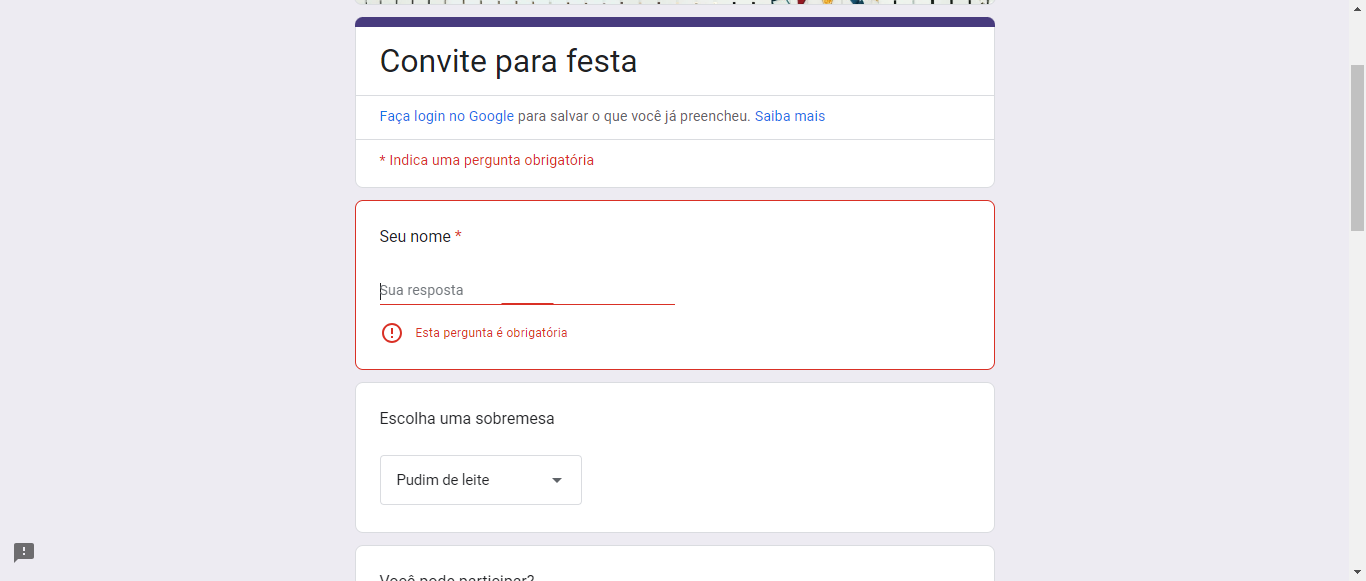 Convite para festa
Faça login no Google para salvar o que você já preencheu. Saiba mais
* Indica uma pergunta obrigatória
Seu nome *
Sua resposta
Esta pergunta é obrigatória
Escolha uma sobremesa
Pudim de leite
Você pode participar?